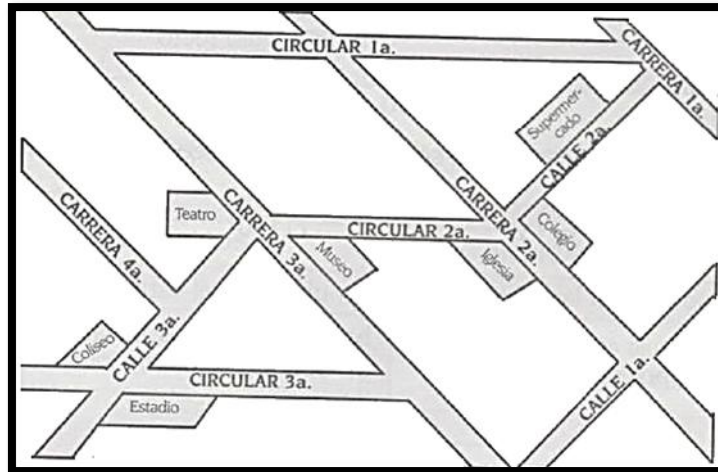 CIRCULAR 1a.
CARRERA 1a.
Supermer-
cado
CALLE 2a.
CARRERA 4a.
Teatro
CARRERA 3a.
CIRCULAR 2a.
CARRERA 2a.
Colegio
Museo
Iglesia
Coliseo
CALLE 3a.
CIRCULAR 3a.
CALLE 1a.
Estadio